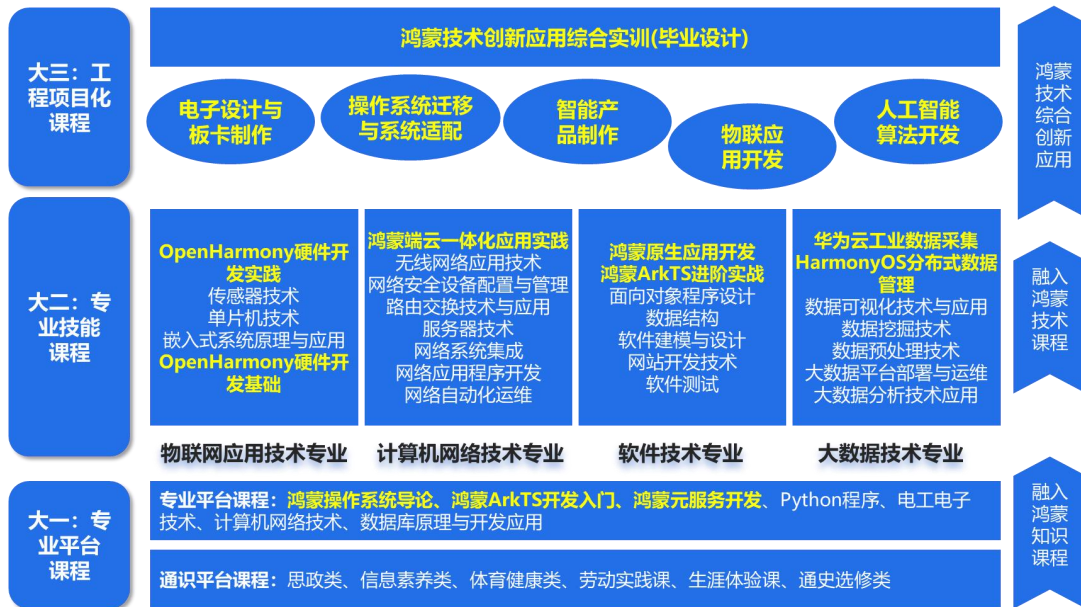 鸿蒙技术创新应用综合实训(毕业设计)
大三：工
程项目化
课程
电子设计与
板卡制作
操作系统迁移
与系统适配
智能产
品制作
物联应
用开发
人工智能
算法开发
鸿蒙
技术
综合
创新
应用
大二：专
业技能
课程
OpenHarmony硬件开
发实践
传感器技术
单片机技术
嵌入式系统原理与应用
OpenHarmony硬件开
发基础
物联网应用技术专业
鸿蒙端云一体化应用实践
无线网络应用技术
网络安全设备配置与管理
路由交换技术与应用
服务器技术
网络系统集成
网络应用程序开发
网络自动化运维
计算机网络技术专业
鸿蒙原生应用开发
鸿蒙ArkTS进阶实战
面向对象程序设计
数据结构
软件建模与设计
网站开发技术
软件测试
软件技术专业
华为云工业数据采集
HarmonyOS分布式数据
管理
数据可视化技术与应用
数据挖掘技术
数据预处理技术
大数据平台部署与运维
大数据分析技术应用
大数据技术专业
融入
鸿蒙
技术
课程
大一：专
业平台
课程
专业平台课程：鸿蒙操作系统导论、鸿蒙ArkTS开发入门、鸿蒙元服务开发、Python程序、电工电子
技术、计算机网络技术、数据库原理与开发应用
通识平台课程：思政类、信息素养类、体育健康类、劳动实践课、生涯体验课、通史选修类
融入
鸿蒙
知识
课程